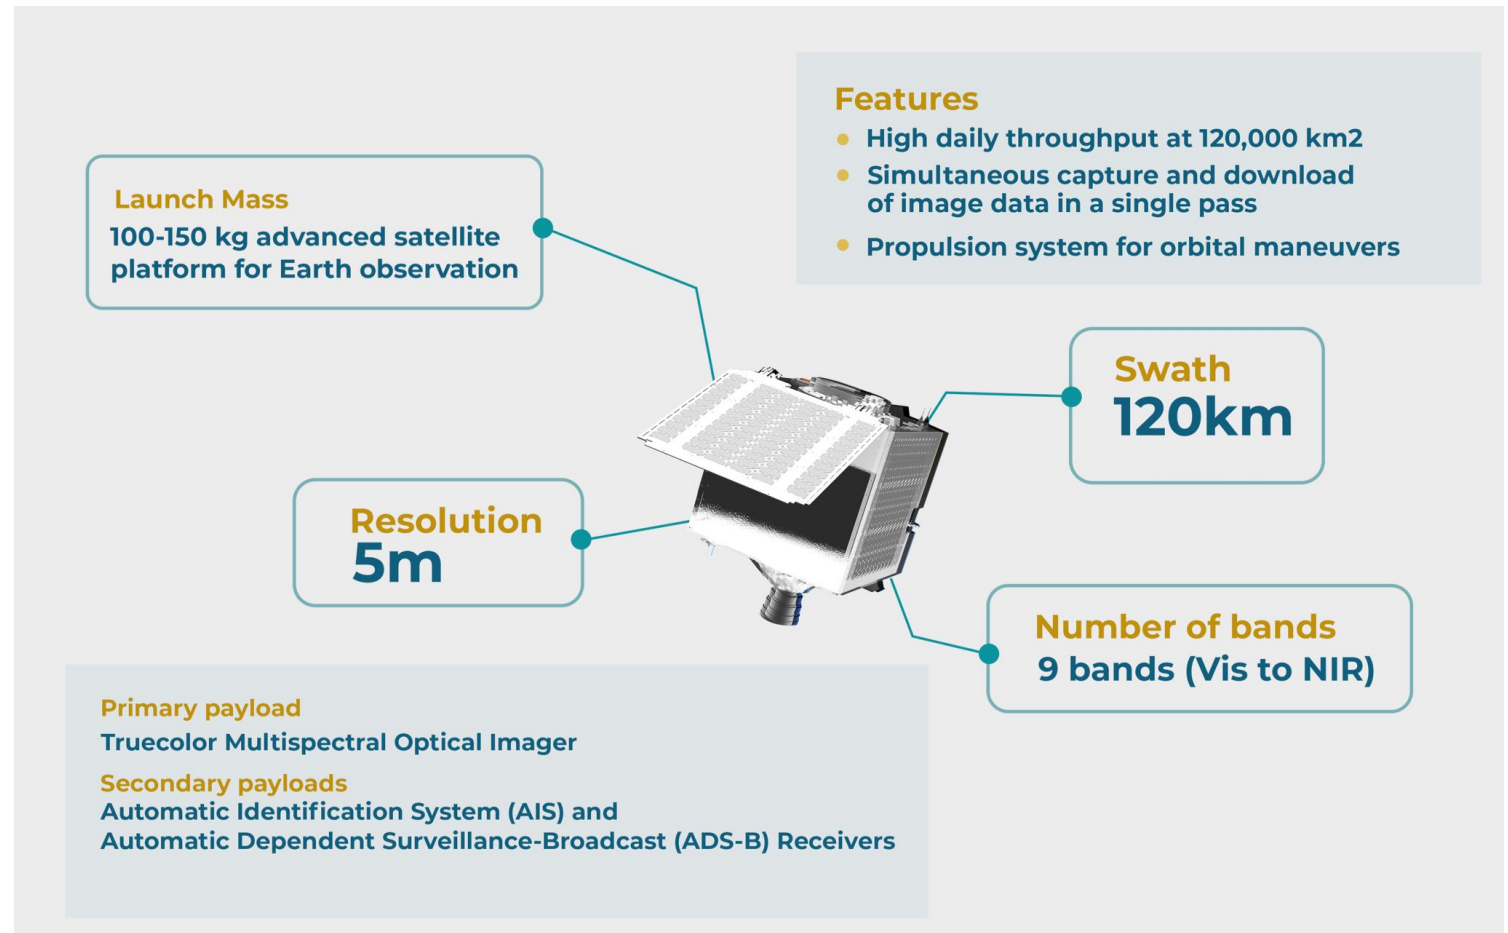 Features
High daily throughput at 120,000 km2
Simultaneous capture and download
of image data in a single pass
Propulsion system for orbital maneuvers
Launch Mass
100-150 kg advanced satellite
platform for Earth observation
Swath
120km
Resolution
5m
Number of bands
9 bands (Vis to NIR)
Primary payload
Truecolor Multispectral Optical Imager
Secondary payloads
Automatic Identification System (AIS) and
Automatic Dependent Surveillance-Broadcast (ADS-B) Receivers